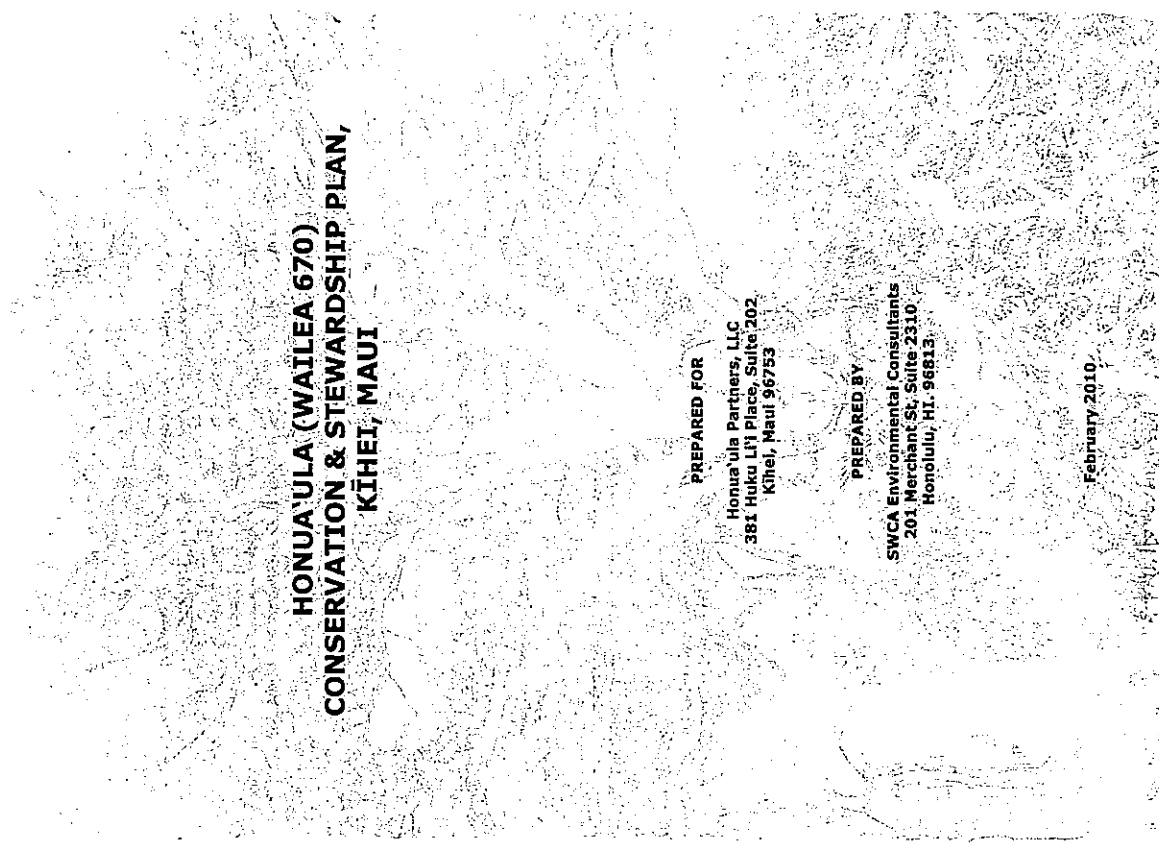 HONUA‘ULA (WAILEA 670)
CONSERVATION & STEWARDSHIP PLAN,
KĪHEI, MAUI
PREPARED FOR
Honua‘ula Partners, LLC
381 Huku Li‘i Place, Suite 202
Kīhei, Maui 96753
PREPARED BY
SWCA Environmental Consultants
201 Merchant St, Suite 2310
Honolulu, HI. 96813
February 2010